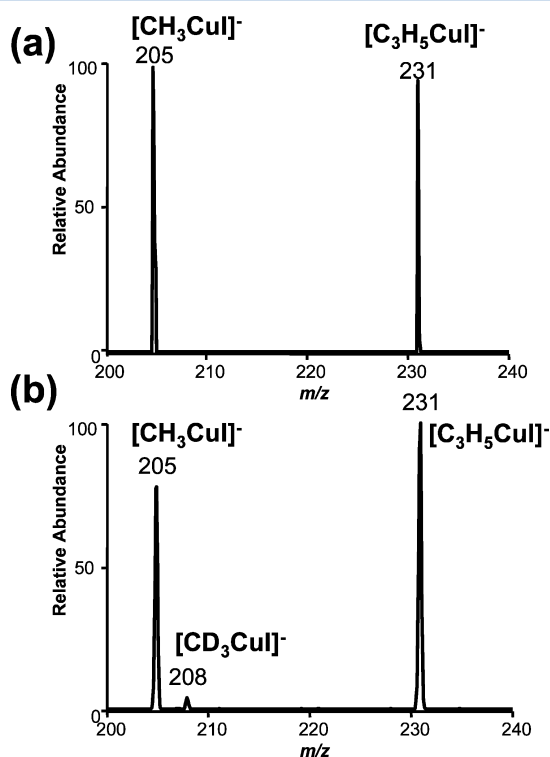 (a)
[CH₃CuI]⁻
205
[C₃H₅CuI]⁻
231
Relative Abundance
100
50
0
200 210 220 230 240
m/z
(b)
231
[CH₃CuI]⁻
[C₃H₅CuI]⁻
205
[CD₃CuI]⁻
208
Relative Abundance
100
50
0
200 210 220 230 240
m/z